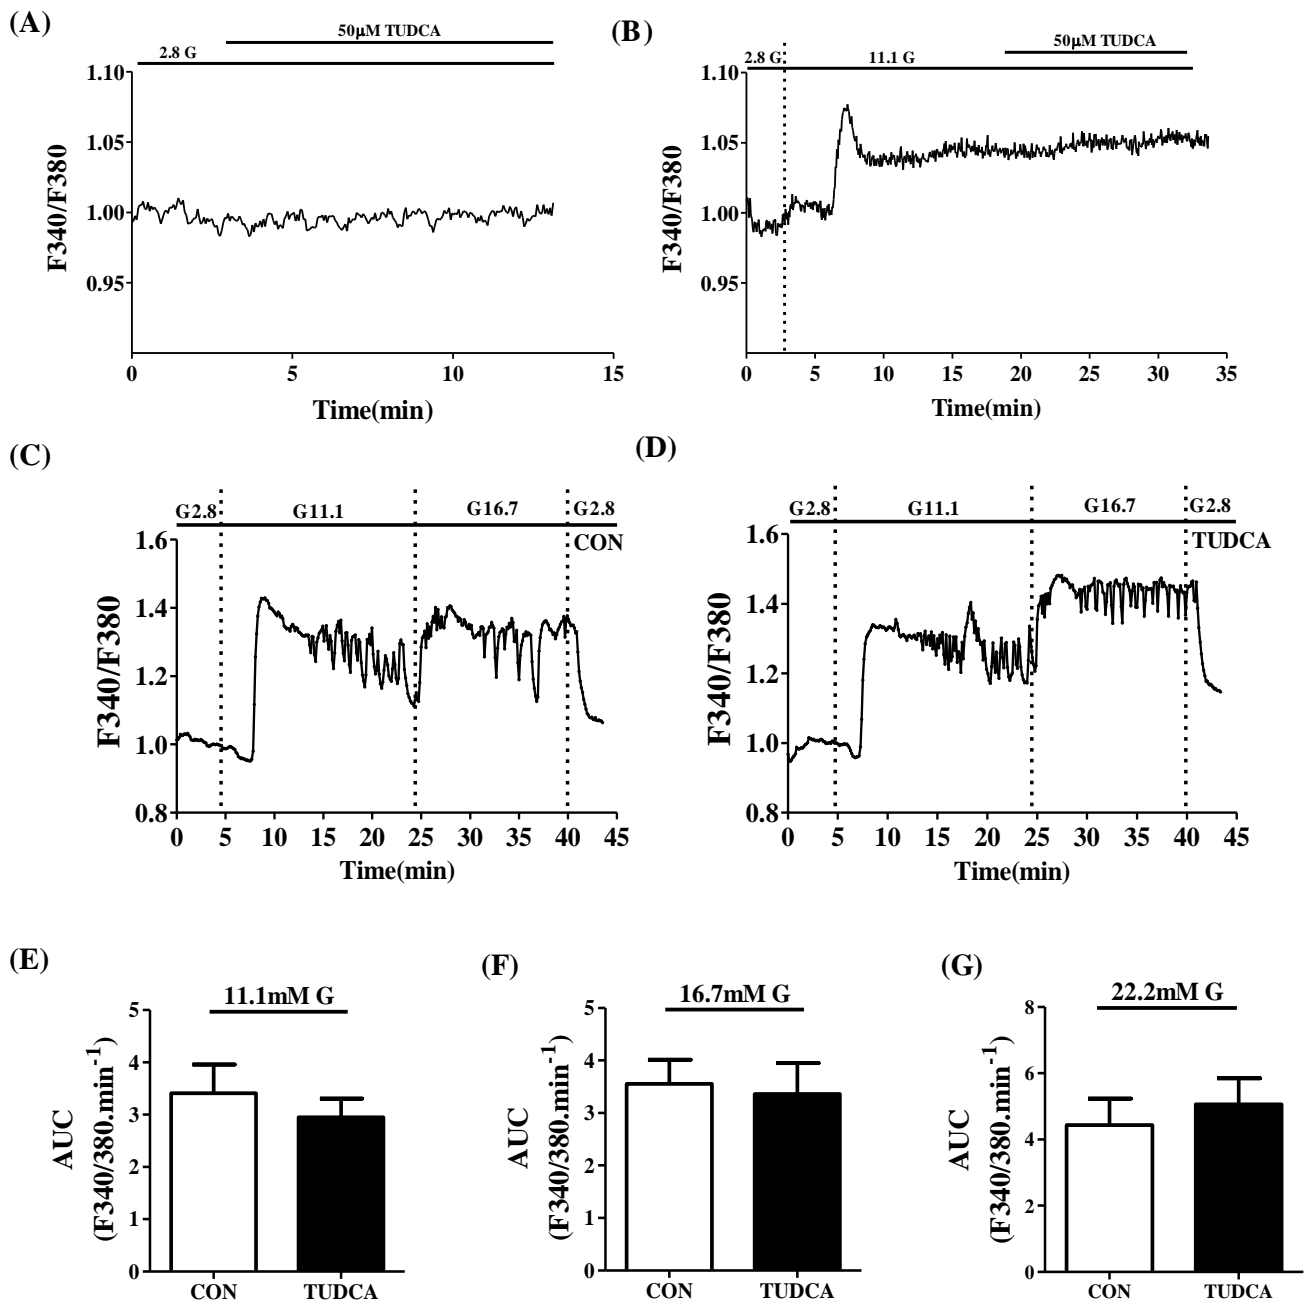 (A)
50μM TUDCA
2.8 G
1.10
1.05
1.00
0.95
F340/F380
0
5
10
15
Time(min)
(B)
50μM TUDCA
2.8 G
11.1 G
1.10
1.05
1.00
0.95
F340/F380
0
5
10
15
20
25
30
35
Time(min)
(C)
G2.8
G11.1
G16.7
G2.8
CON
1.6
1.4
1.2
1.0
0.8
F340/F380
0
5
10
15
20
25
30
35
40
45
Time(min)
(D)
G2.8
G11.1
G16.7
G2.8
TUDCA
1.6
1.4
1.2
1.0
0.8
F340/F380
0
5
10
15
20
25
30
35
40
45
Time(min)
(E)
11.1mM G
5
4
3
2
1
0
AUC
(F340/380.min-1)
CON
TUDCA
(F)
16.7mM G
5
4
3
2
1
0
AUC
(F340/380.min-1)
CON
TUDCA
(G)
22.2mM G
8
6
4
2
0
AUC
(F340/380.min-1)
CON
TUDCA